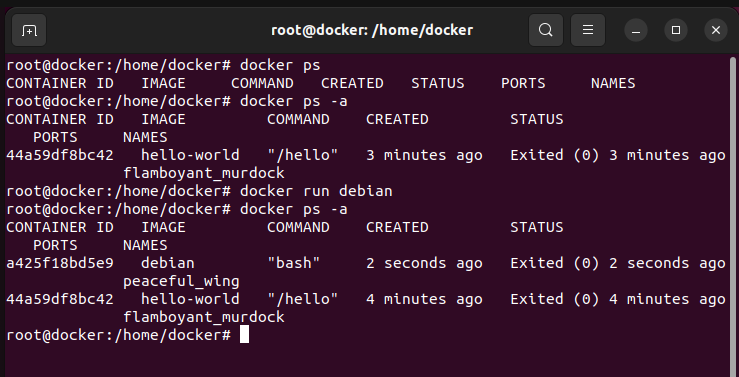 root@docker: /home/docker
root@docker:/home/docker# docker ps
CONTAINER ID   IMAGE     COMMAND   CREATED   STATUS    PORTS     NAMES
root@docker:/home/docker# docker ps -a
CONTAINER ID   IMAGE         COMMAND    CREATED         STATUS
   PORTS     NAMES
44a59df8bc42   hello-world   "/hello"   3 minutes ago   Exited (0) 3 minutes ago
             flamboyant_murdock
root@docker:/home/docker# docker run debian
root@docker:/home/docker# docker ps -a
CONTAINER ID   IMAGE         COMMAND    CREATED         STATUS
   PORTS     NAMES
a425f18bd5e9   debian        "bash"     2 seconds ago   Exited (0) 2 seconds ago
             peaceful_wing
44a59df8bc42   hello-world   "/hello"   4 minutes ago   Exited (0) 4 minutes ago
             flamboyant_murdock
root@docker:/home/docker#